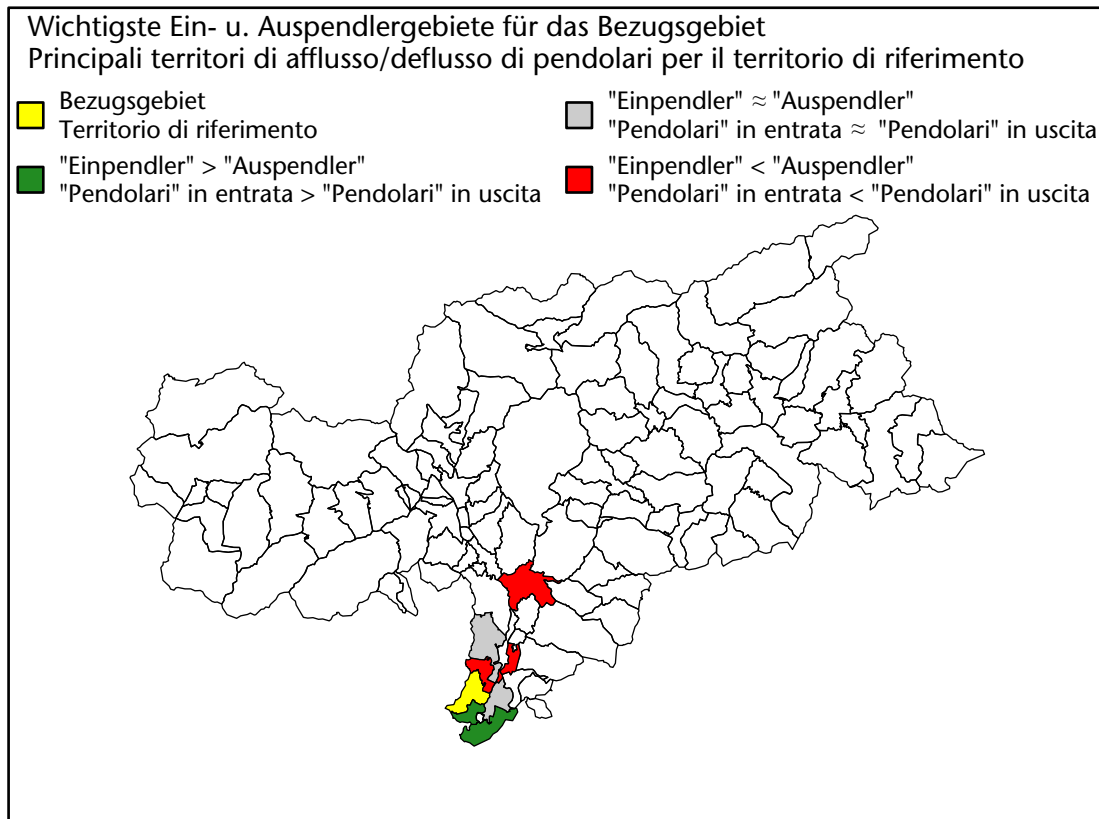 Wichtigste Ein- u. Auspendlergebiete für das Bezugsgebiet
Principali territori di afflusso/deflusso di pendolari per il territorio di riferimento
Bezugsgebiet
Territorio di riferimento
"Einpendler" > "Auspendler"
"Pendolari" in entrata > "Pendolari" in uscita
"Einpendler" ≈ "Auspendler"
"Pendolari" in entrata ≈ "Pendolari" in uscita
"Einpendler" < "Auspendler"
"Pendolari" in entrata < "Pendolari" in uscita